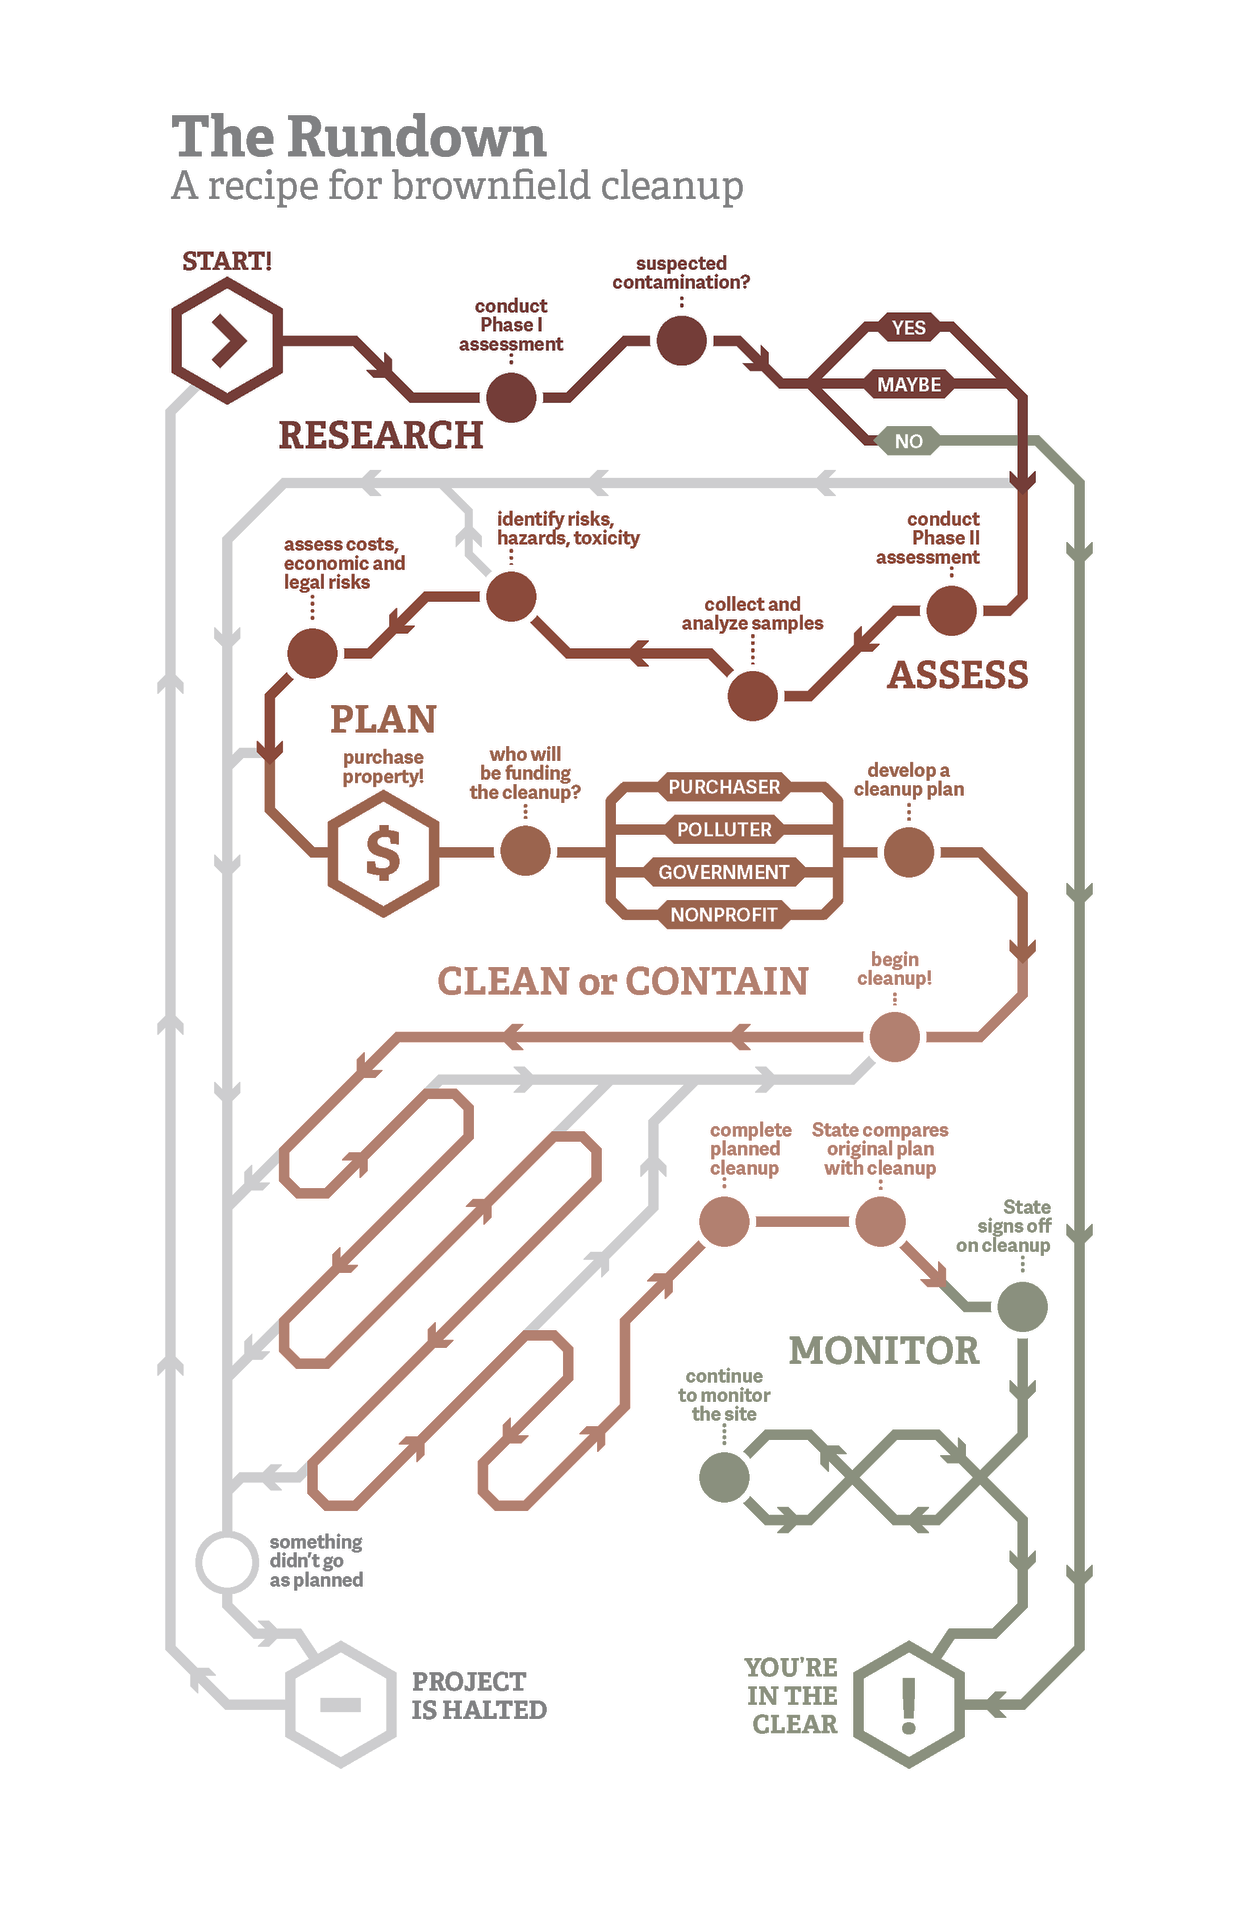 The Rundown
A recipe for brownfield cleanup
START!
conduct
Phase I
assessment
suspected
contamination?
YES
MAYBE
NO
RESEARCH
identify risks,
hazards, toxicity
conduct
Phase II
assessment
assess costs,
economic and
legal risks
collect and
analyze samples
ASSESS
PLAN
purchase
property!
$
who will
be funding
the cleanup?
PURCHASER
POLLUTER
GOVERNMENT
NONPROFIT
develop a
cleanup plan
CLEAN or CONTAIN
begin
cleanup!
complete
planned
cleanup
State compares
original plan
with cleanup
State
signs off
on cleanup
MONITOR
continue
to monitor
the site
something
didn't go
as planned
PROJECT
IS HALTED
YOU'RE
IN THE
CLEAR
!